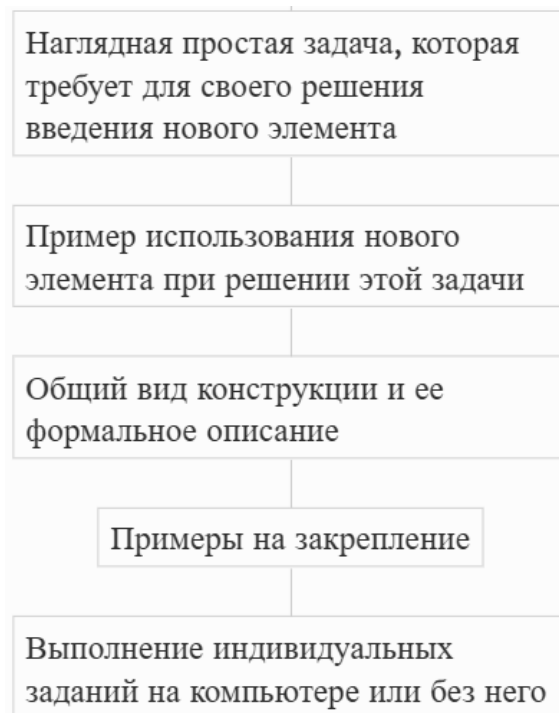 Наглядная простая задача, которая
требует для своего решения
введения нового элемента
Пример использования нового
элемента при решении этой задачи
Общий вид конструкции и ее
формальное описание
Примеры на закрепление
Выполнение индивидуальных
заданий на компьютере или без него